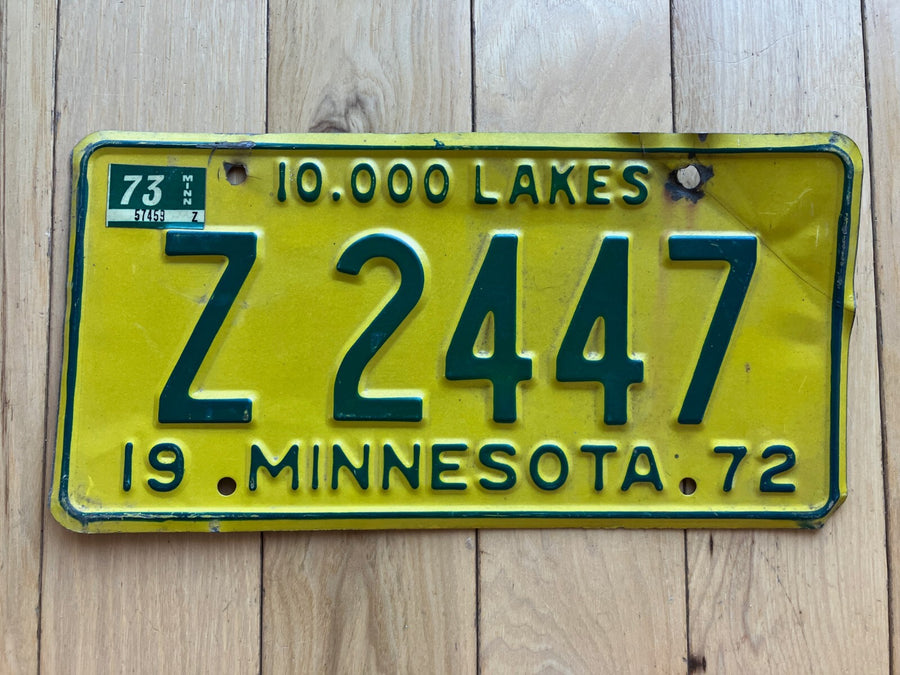 73 MINN
57459 Z
10.000 LAKES
Z 2447
19 MINNESOTA 72